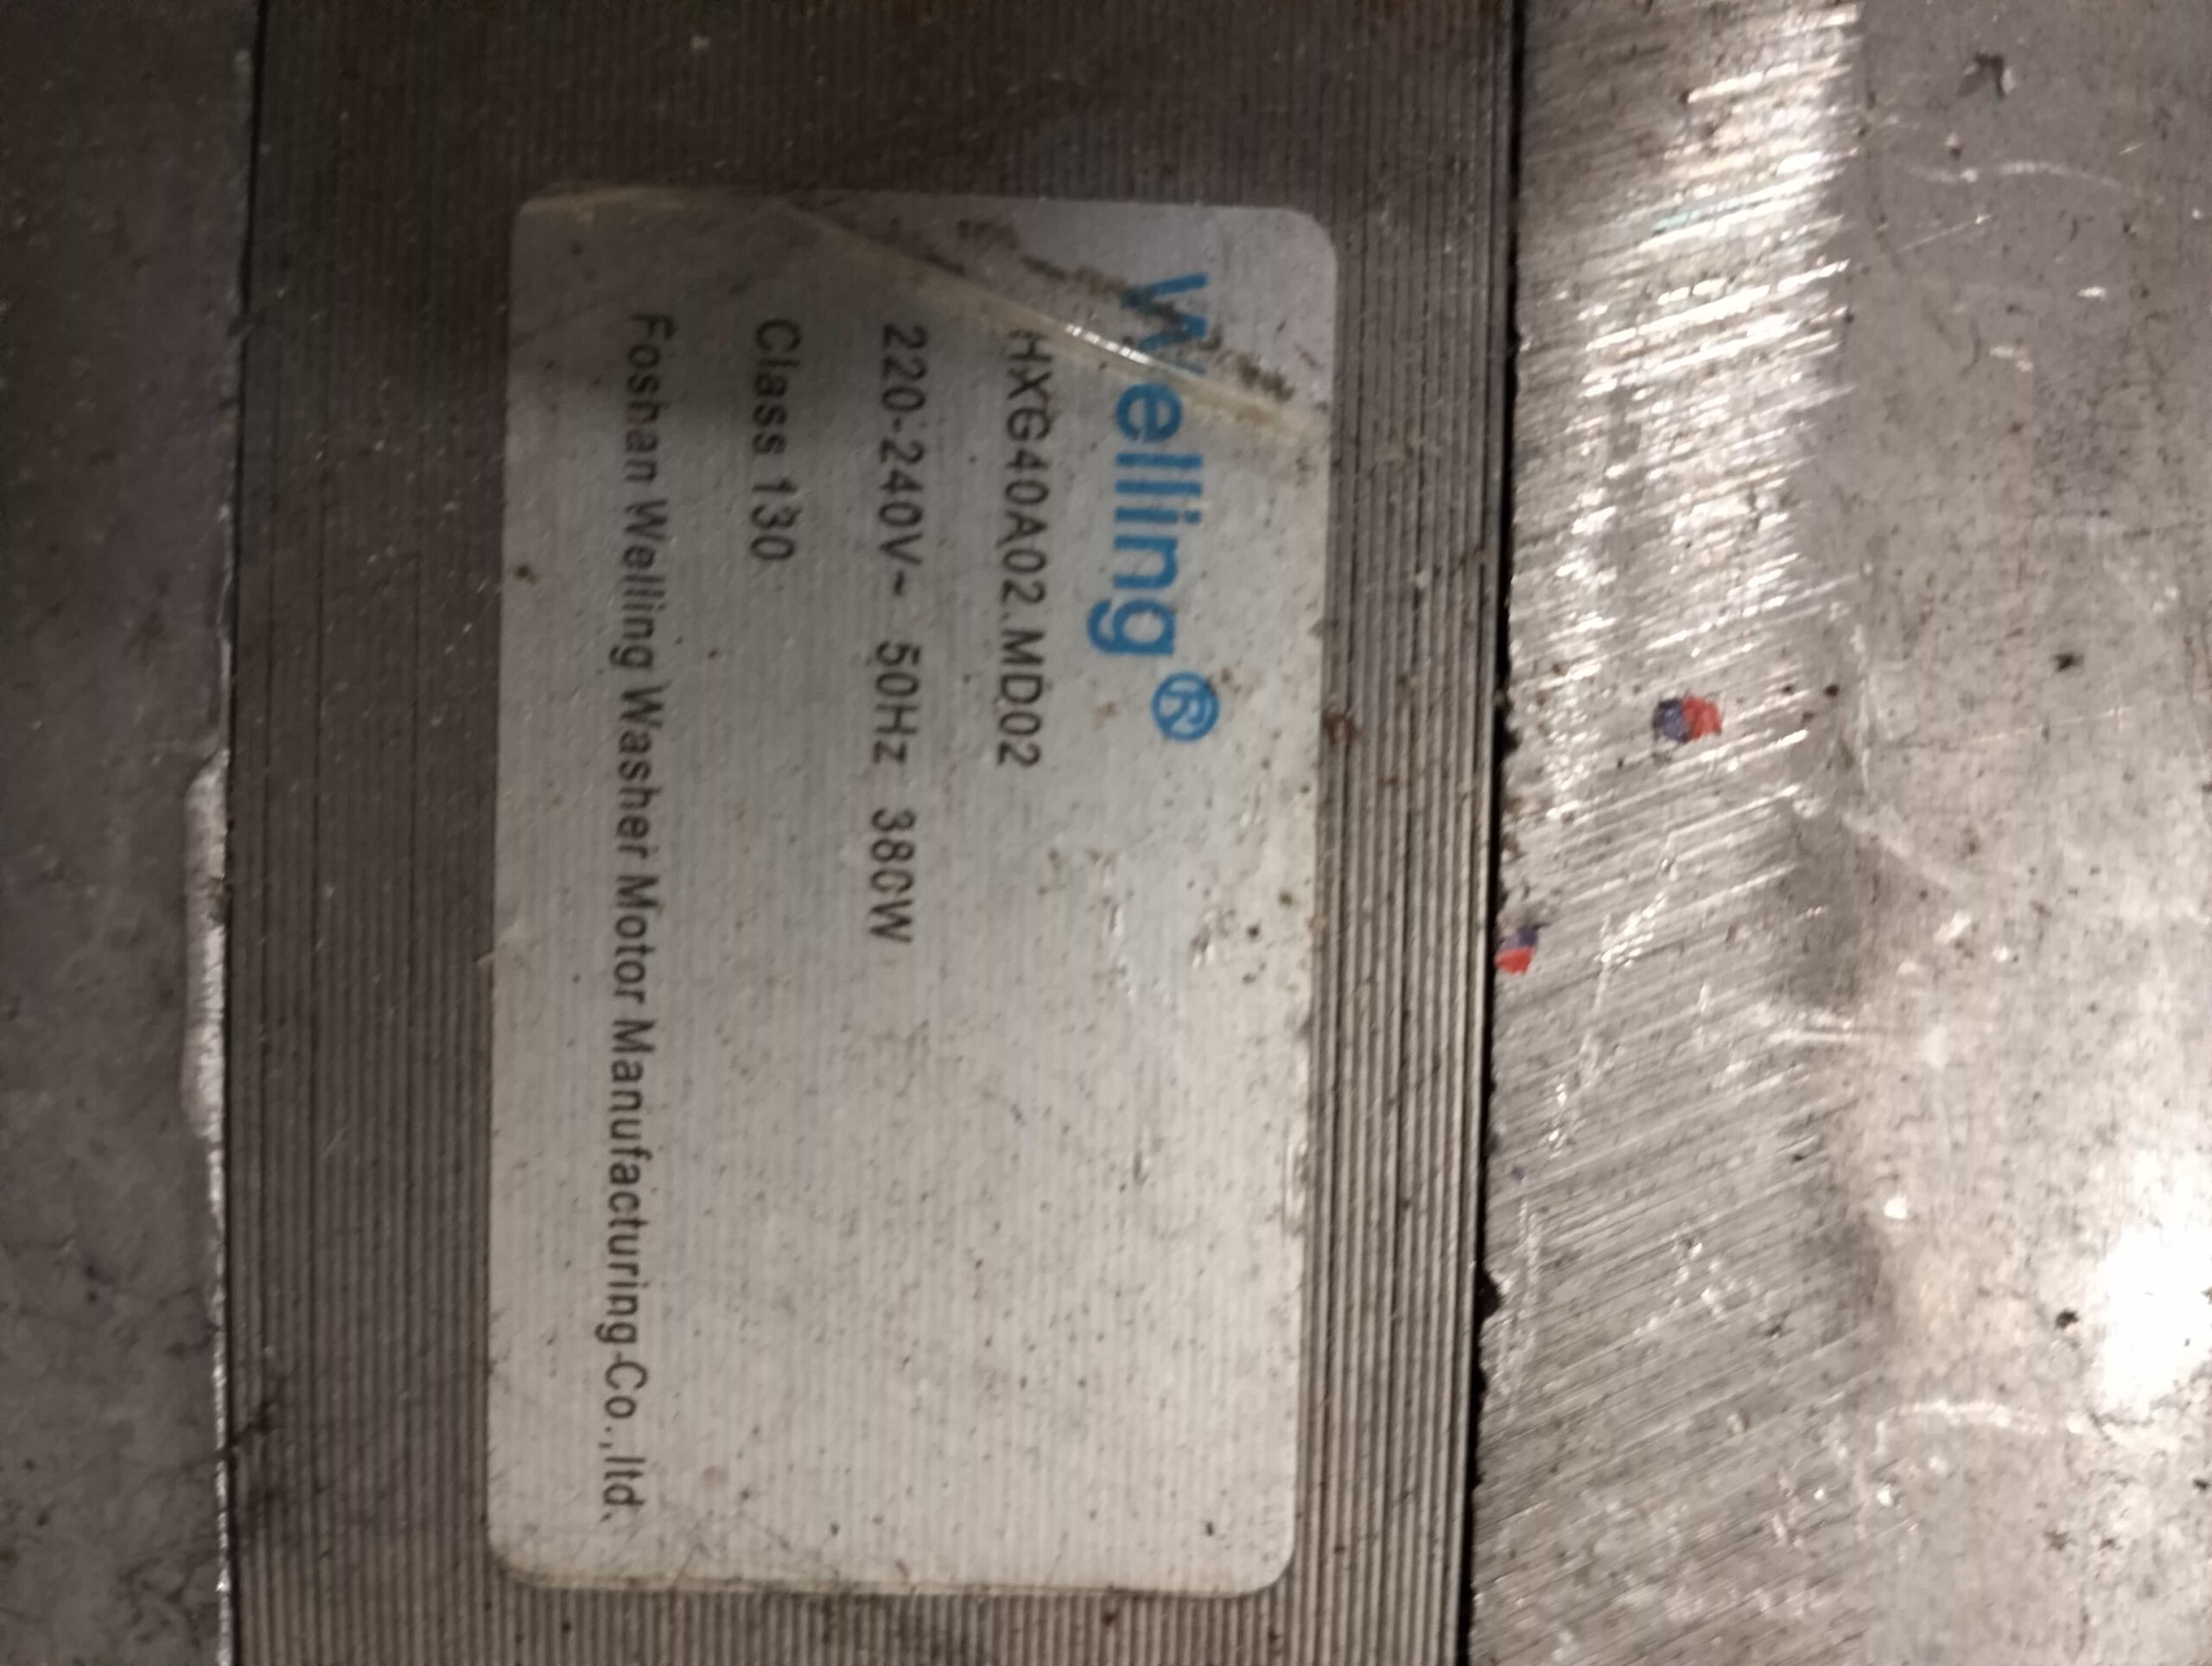 Welling®
HXG40A02.MD02
220-240V~ 50Hz 380W
Class 130
Foshan Welling Washer Motor Manufacturing Co.,ltd.